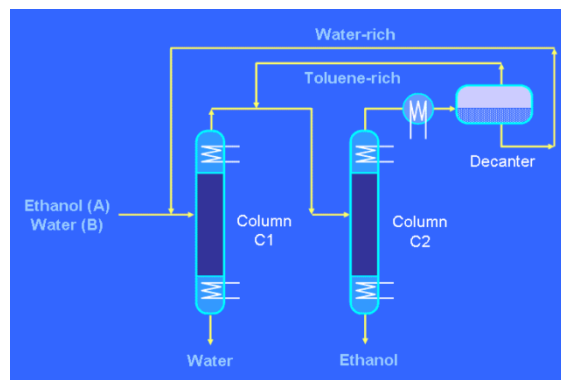 Water-rich
Toluene-rich
Decanter
Ethanol (A)
Water (B)
Column
C1
Column
C2
Water
Ethanol